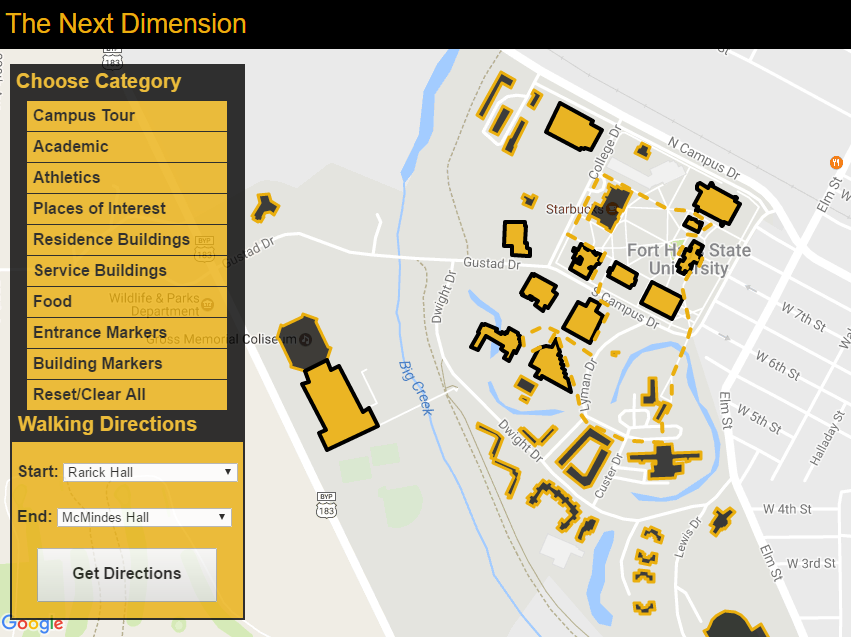 The Next Dimension
BYP
183
Choose Category
Campus Tour
Academic
Athletics
Places of Interest
Residence Buildings
Service Buildings
Food
Entrance Markers
Building Markers
Reset/Clear All
Walking Directions
Start: Rarick Hall
End: McMindes Hall
Get Directions
Google
BYP
183
Gustad Dr
Wildlife & Parks
Department
Gross Memorial Coliseum
BYP
183
Big Creek
Dwight Dr
Gustad Dr
College Dr
N Campus Dr
Starbucks
S Campus Dr
Lyman Dr
Dwight Dr
Custer Dr
Lewis Dr
Elm St
Elm St
Elm St
W 7th St
W 6th St
W 5th St
W 4th St
W 3rd St
Halladay St
St